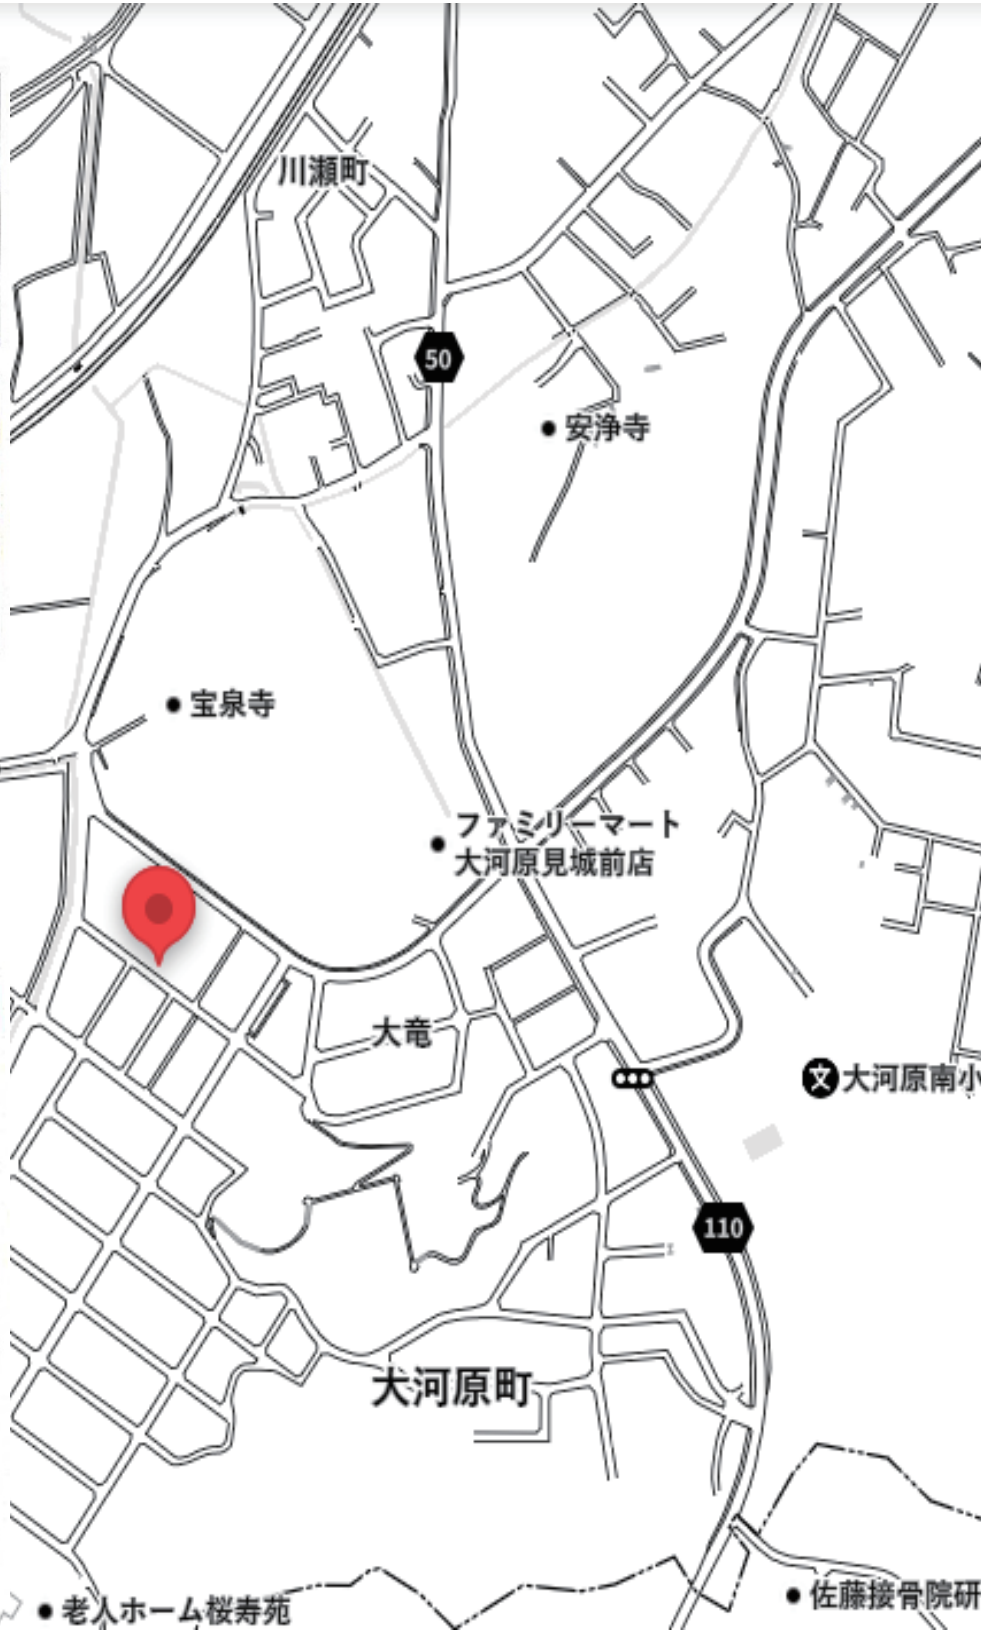 川瀬町
50
安浄寺
宝泉寺
ファミリーマート
大河原見城前店
大竜
文
大河原南小
110
大河原町
佐藤接骨院研
老人ホーム桜寿苑